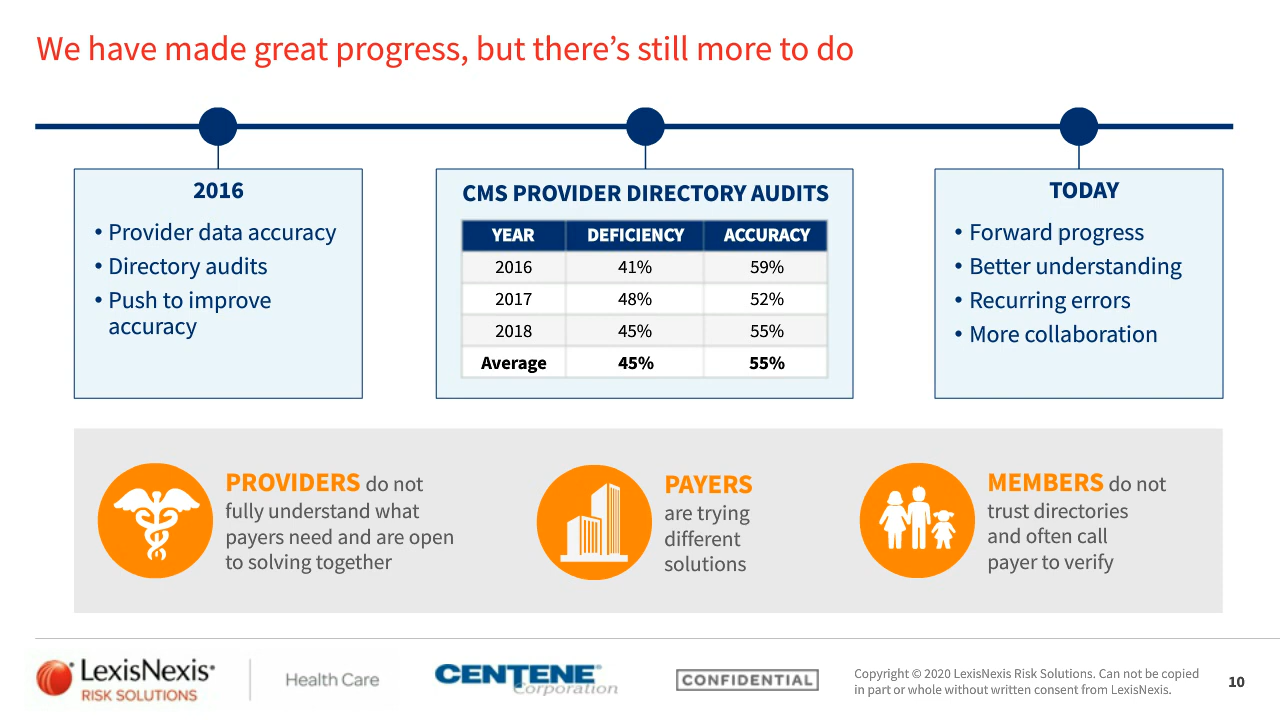 We have made great progress, but there's still more to do
2016
• Provider data accuracy
• Directory audits
• Push to improve
accuracy
CMS PROVIDER DIRECTORY AUDITS
YEAR DEFICIENCY ACCURACY
2016 41% 59%
2017 48% 52%
2018 45% 55%
Average 45% 55%
TODAY
• Forward progress
• Better understanding
• Recurring errors
• More collaboration
PROVIDERS do not
fully understand what
payers need and are open
to solving together
PAYERS
are trying
different
solutions
MEMBERS do not
trust directories
and often call
payer to verify
LexisNexis®
RISK SOLUTIONS
Health Care
CENTENE®
Corporation
CONFIDENTIAL
Copyright © 2020 LexisNexis Risk Solutions. Can not be copied
in part or whole without written consent from LexisNexis.
10